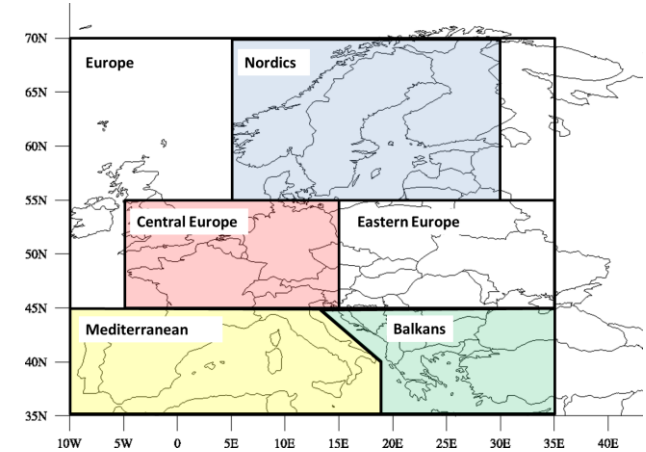 70N
Europe
Nordics
65N
60N
55N
Central Europe
Eastern Europe
50N
45N
Mediterranean
Balkans
40N
35N
10W 5W 0 5E 10E 15E 20E 25E 30E 35E 40E